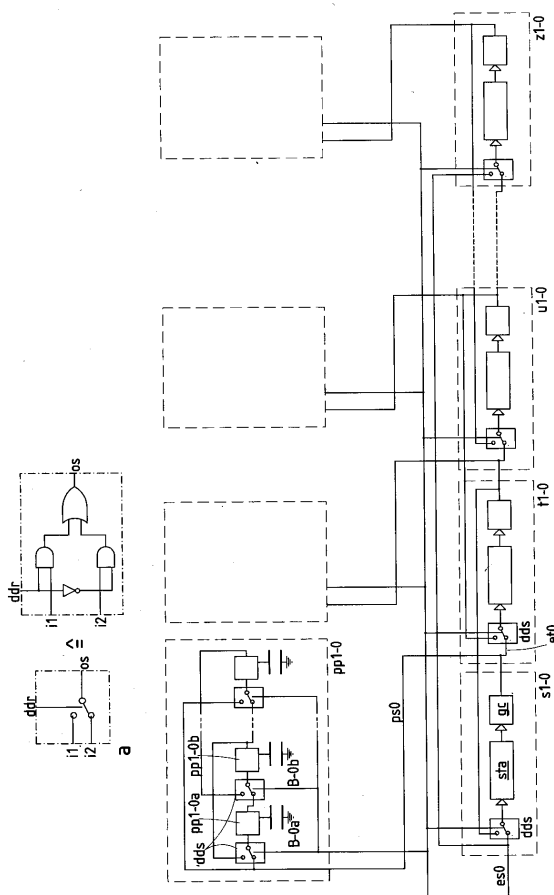 ddr
i1
i2
os
≙
ddr
i1
i2
os
a
pp1-0
pp1-0a
pp1-0b
dds
B-0a
B-0b
ps0
es0
dds
sta
gc
s1-0
et0
dds
t1-0
u1-0
z1-0